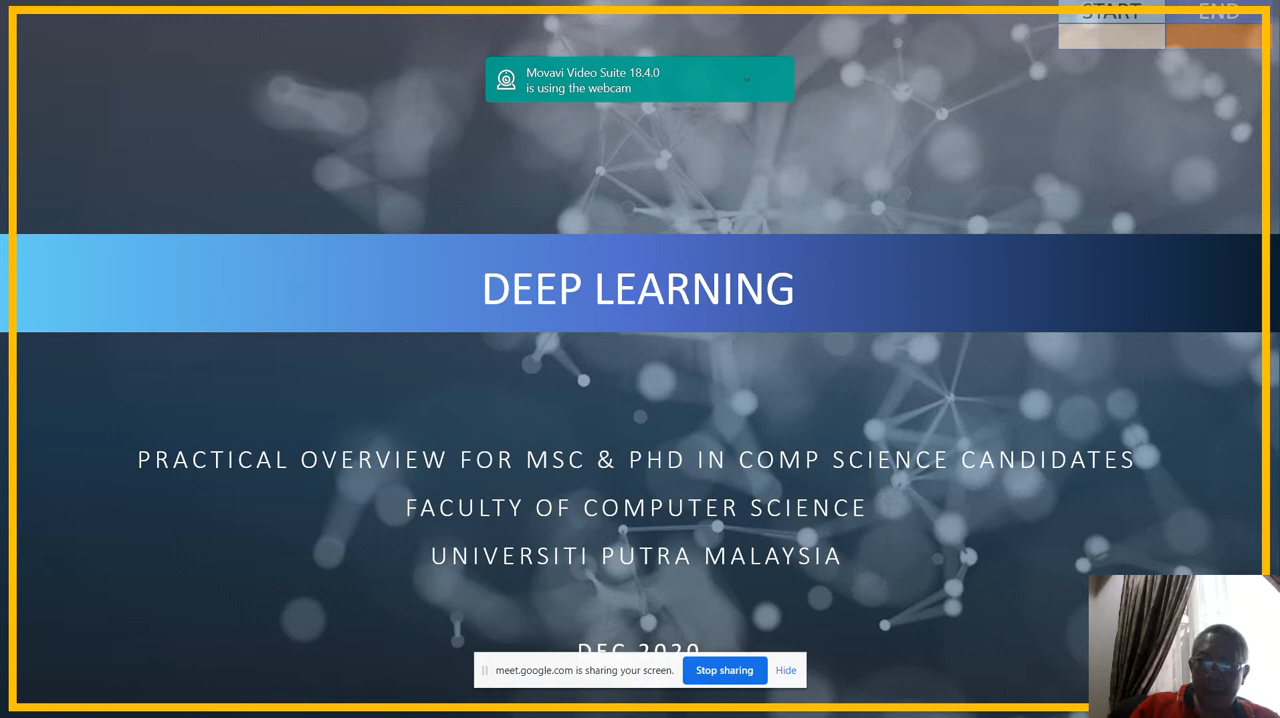 START END
Movavi Video Suite 18.4.0
is using the webcam
DEEP LEARNING
PRACTICAL OVERVIEW FOR MSC & PHD IN COMP SCIENCE CANDIDATES
FACULTY OF COMPUTER SCIENCE
UNIVERSITI PUTRA MALAYSIA
DEC 2020
meet.google.com is sharing your screen. Stop sharing Hide